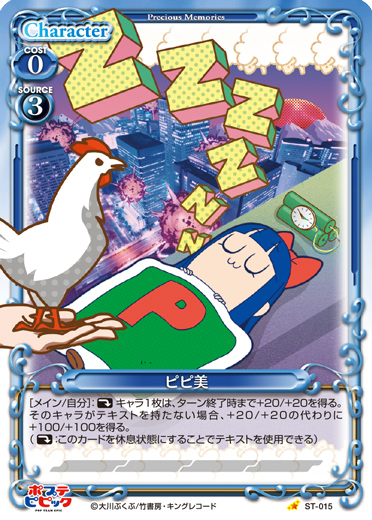 Precious Memories
Character
COST
0
SOURCE
3
Z
Z
Z
Z
N
N
P
ピピ美
[メイン/自分]:キャラ1枚は、ターン終了時まで+20/+20を得る。
そのキャラがテキストを持たない場合、+20/+20の代わりに
+100/+100を得る。
(:このカードを休息状態にすることでテキストを使用できる)
ポプテ
ピピック
POP TEAM EPIC
©大川ぶくぶ/竹書房・キングレコード
ST-015